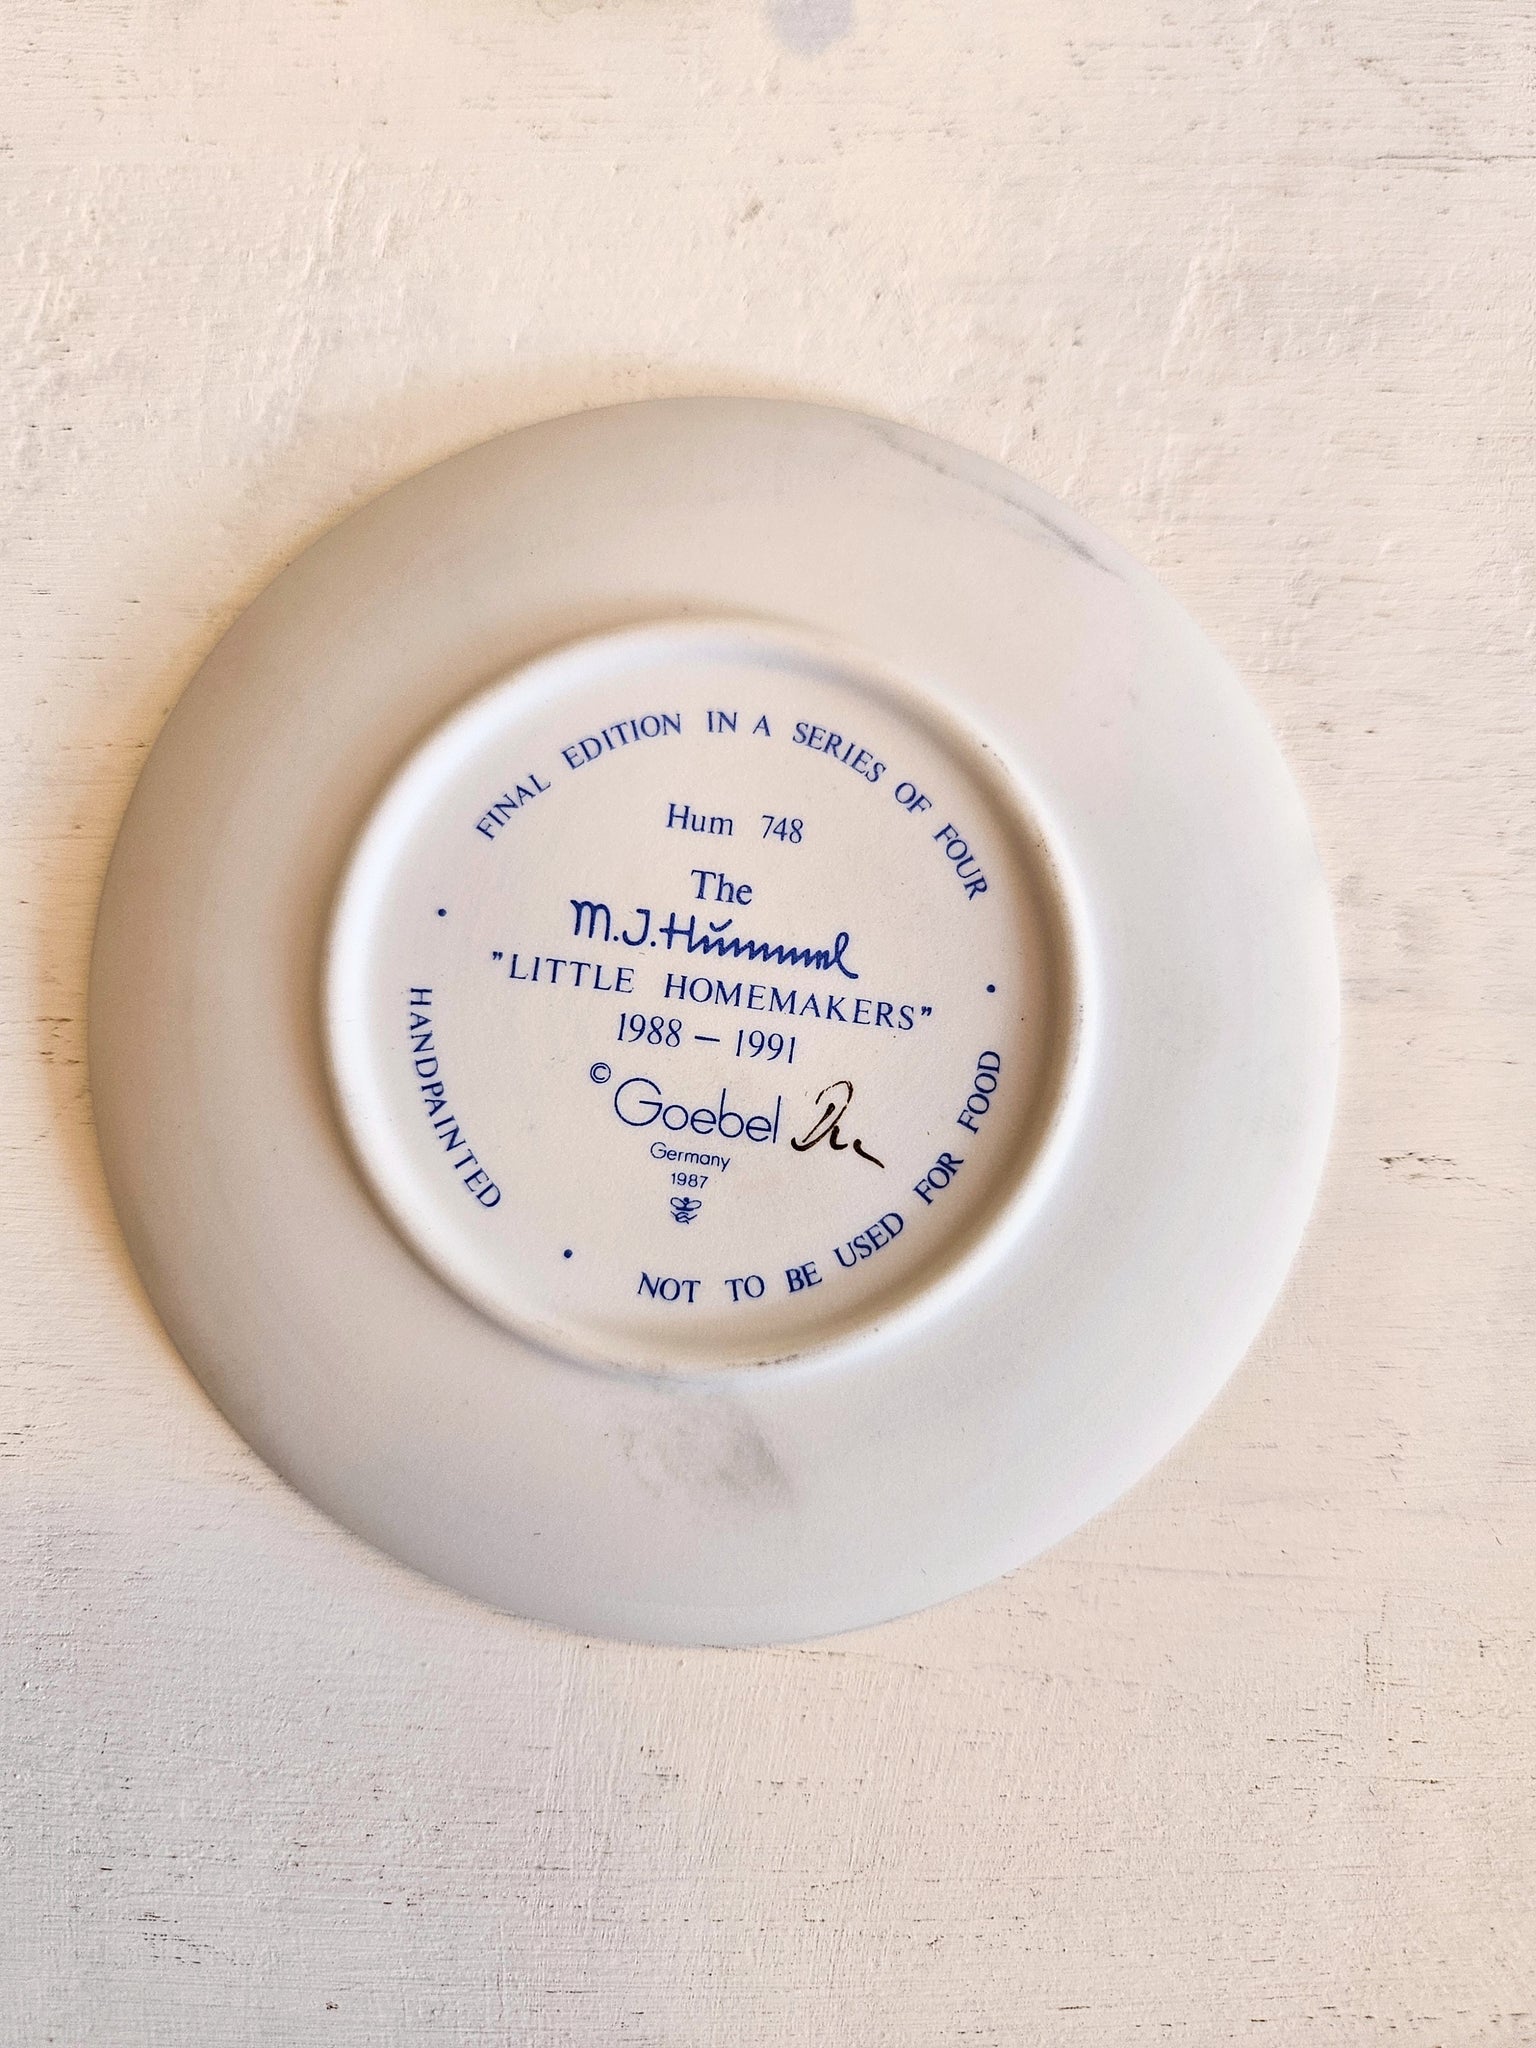 FINAL EDITION IN A SERIES OF FOUR
Hum 748
The
M.J. Hummel
"LITTLE HOMEMAKERS"
1988 – 1991
© Goebel
Germany
1987
HANDPAINTED
NOT TO BE USED FOR FOOD